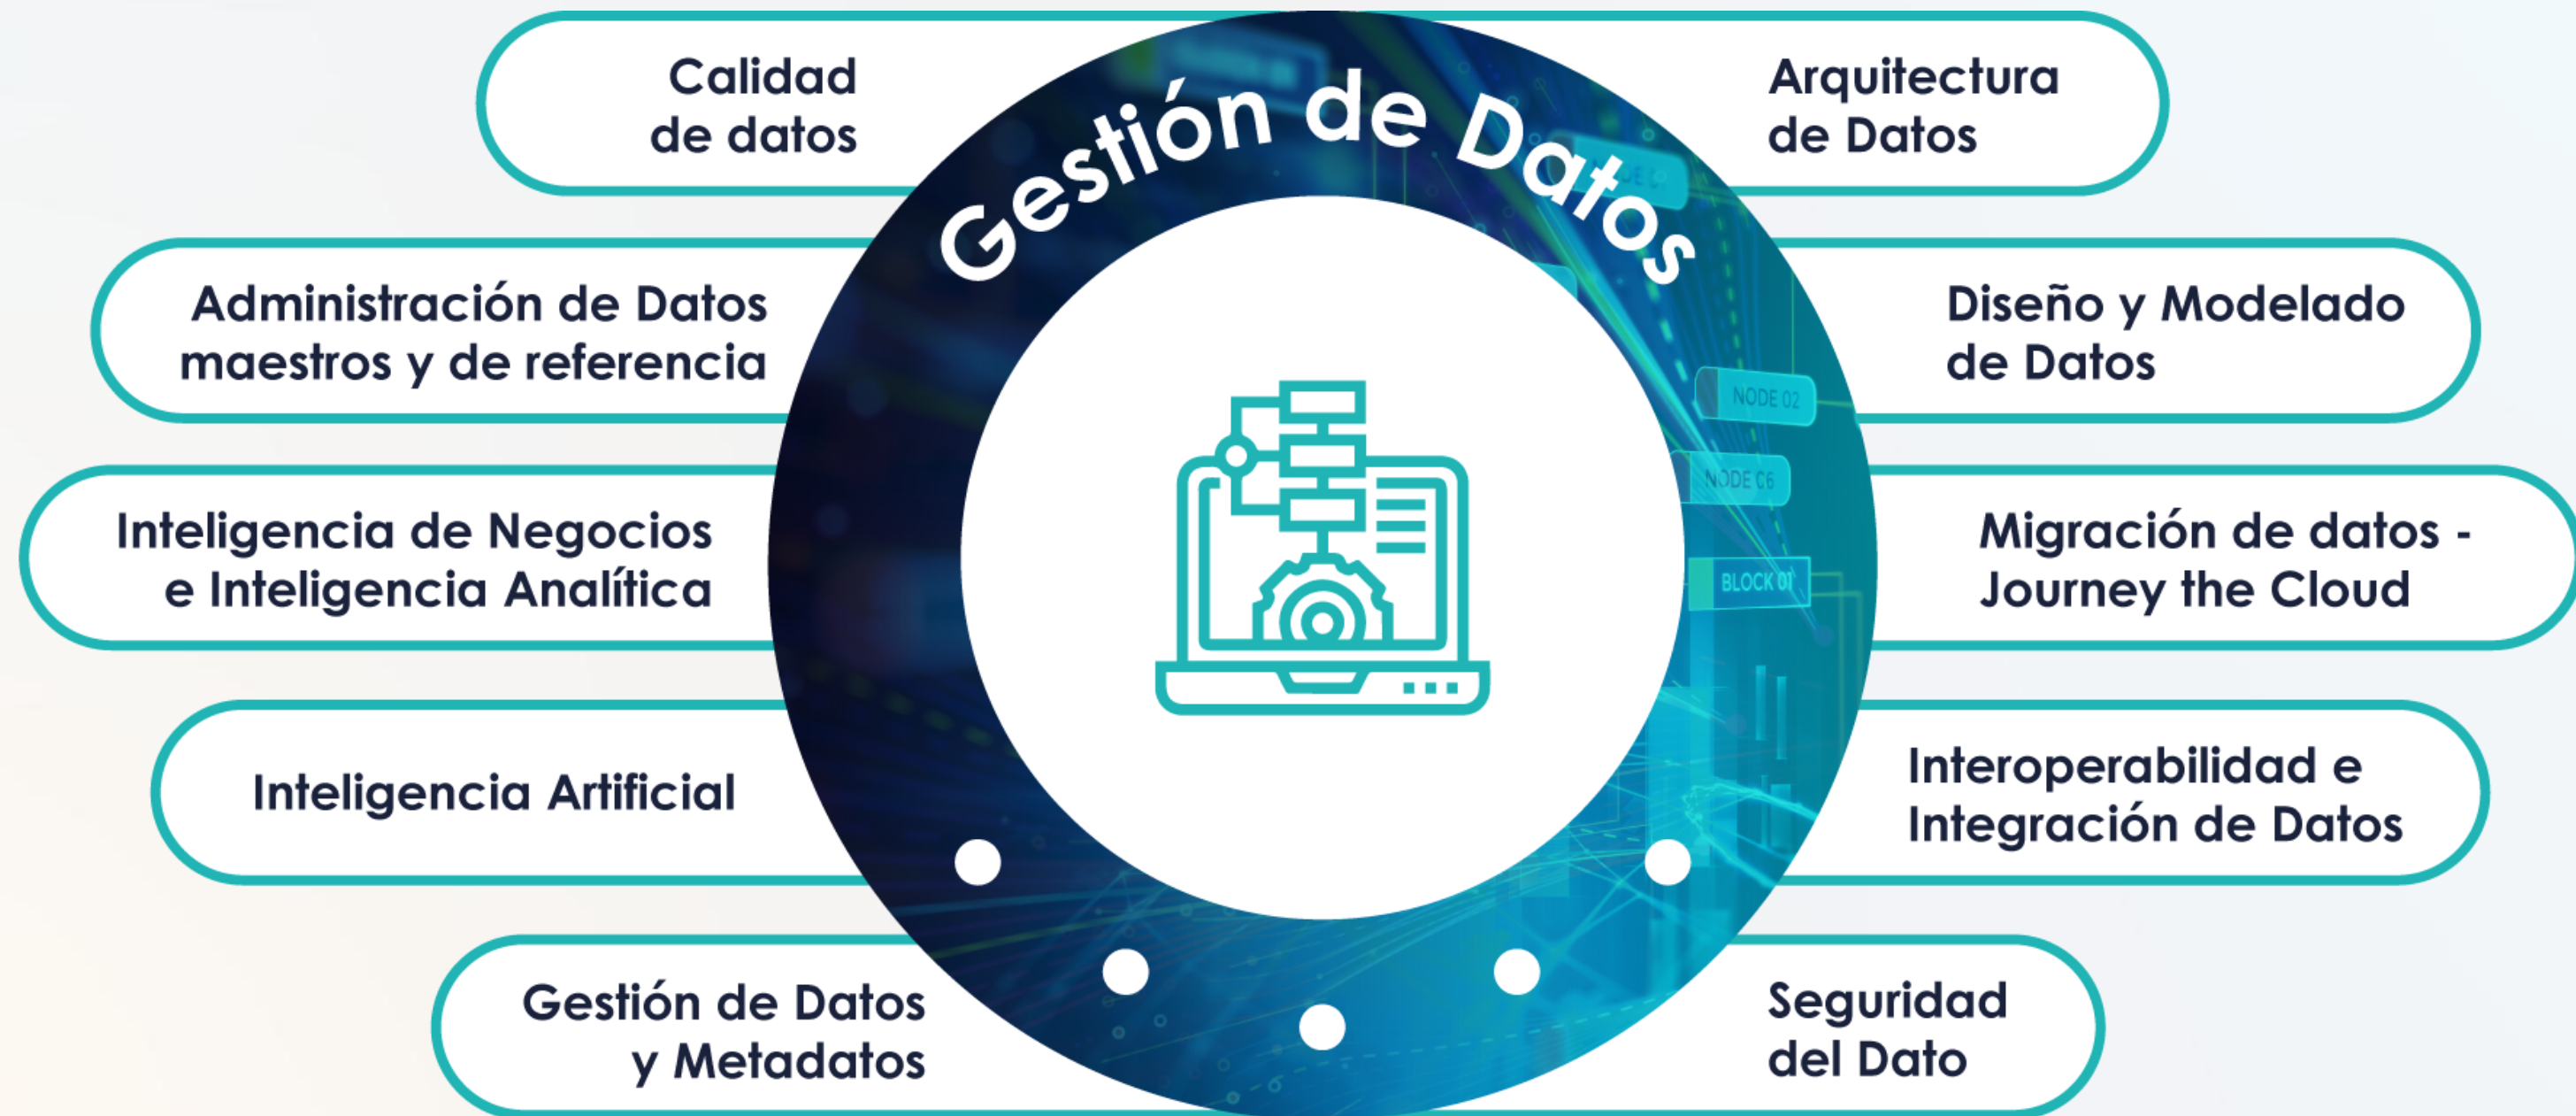 Gestión de Datos
Calidad
de datos
Administración de Datos
maestros y de referencia
Inteligencia de Negocios
e Inteligencia Analítica
Inteligencia Artificial
Gestión de Datos
y Metadatos
Arquitectura
de Datos
Diseño y Modelado
de Datos
Migración de datos -
Journey the Cloud
Interoperabilidad e
Integración de Datos
Seguridad
del Dato
NODE 02
NODE C6
BLOCK 01